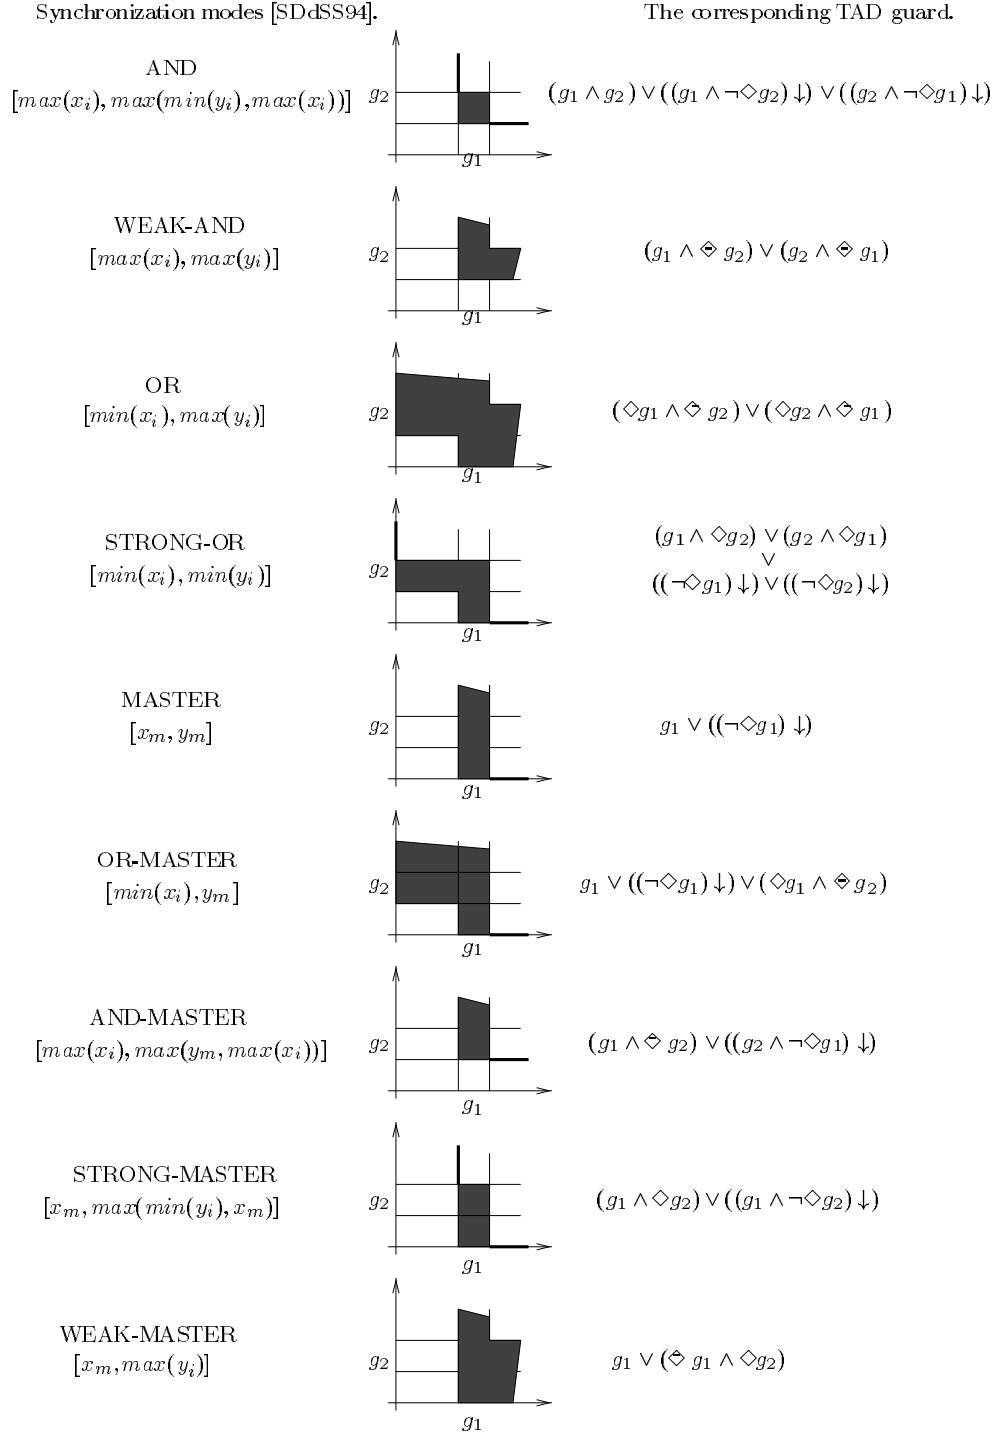 Synchronization modes [SDdSS94]. The corresponding TAD guard.
AND
[max(x_i), max(min(y_i), max(x_i))]
g_2
g_1
(g_1 ∧ g_2) ∨ ((g_1 ∧ ¬◇g_2) ↓) ∨ ((g_2 ∧ ¬◇g_1) ↓)
WEAK-AND
[max(x_i), max(y_i)]
g_2
g_1
(g_1 ∧ ⟐ g_2) ∨ (g_2 ∧ ⟐ g_1)
OR
[min(x_i), max(y_i)]
g_2
g_1
(◇g_1 ∧ ⟐ g_2) ∨ (◇g_2 ∧ ⟐ g_1)
STRONG-OR
[min(x_i), min(y_i)]
g_2
g_1
(g_1 ∧ ◇g_2) ∨ (g_2 ∧ ◇g_1)
∨
((¬◇g_1) ↓) ∨ ((¬◇g_2) ↓)
MASTER
[x_m, y_m]
g_2
g_1
g_1 ∨ ((¬◇g_1) ↓)
OR-MASTER
[min(x_i), y_m]
g_2
g_1
g_1 ∨ ((¬◇g_1) ↓) ∨ (◇g_1 ∧ ⟐ g_2)
AND-MASTER
[max(x_i), max(y_m, max(x_i))]
g_2
g_1
(g_1 ∧ ⟐ g_2) ∨ ((g_2 ∧ ¬◇g_1) ↓)
STRONG-MASTER
[x_m, max(min(y_i), x_m)]
g_2
g_1
(g_1 ∧ ◇g_2) ∨ ((g_1 ∧ ¬◇g_2) ↓)
WEAK-MASTER
[x_m, max(y_i)]
g_2
g_1
g_1 ∨ (⟐ g_1 ∧ ◇g_2)